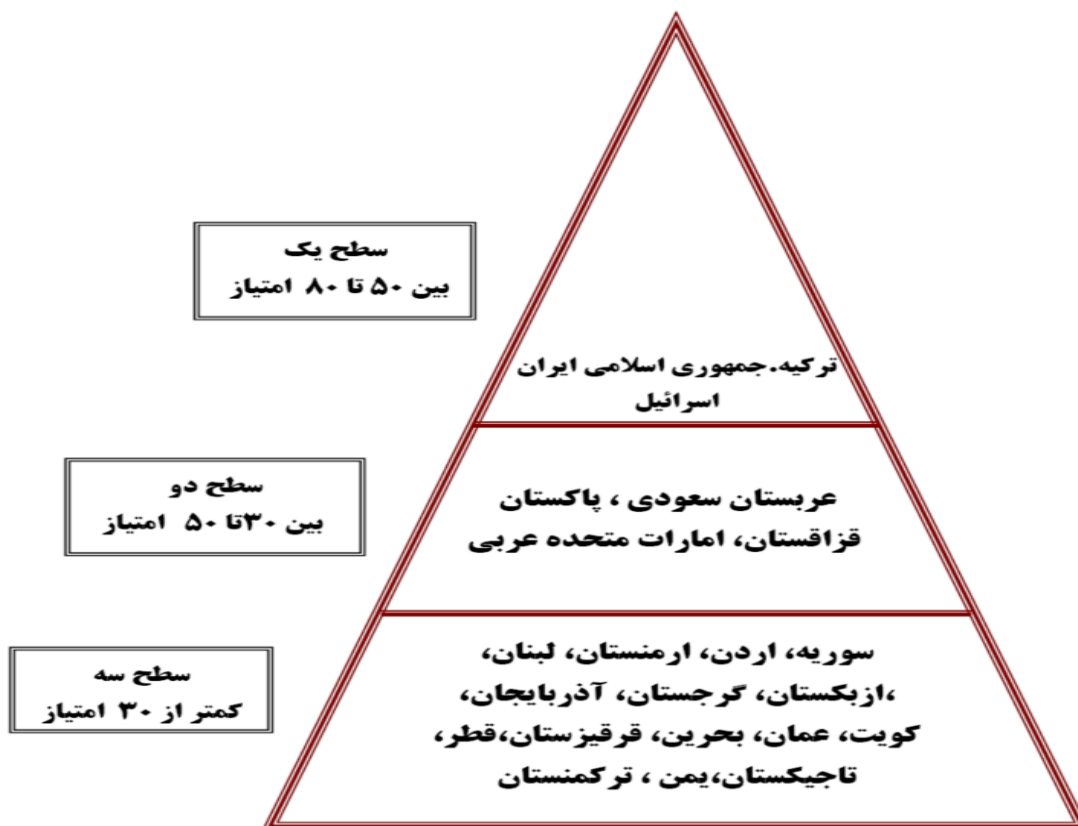 سطح یک
بین ۵۰ تا ۸۰ امتیاز
ترکیه.جمهوری اسلامی ایران
اسرائیل
سطح دو
بین ۳۰تا ۵۰ امتیاز
عربستان سعودی ، پاکستان
قزاقستان، امارات متحده عربی
سطح سه
کمتر از ۳۰ امتیاز
سوریه، اردن، ارمنستان، لبنان،
،ازبکستان، گرجستان، آذربایجان،
کویت، عمان، بحرین، قرقیزستان،قطر،
تاجیکستان،یمن ، ترکمنستان